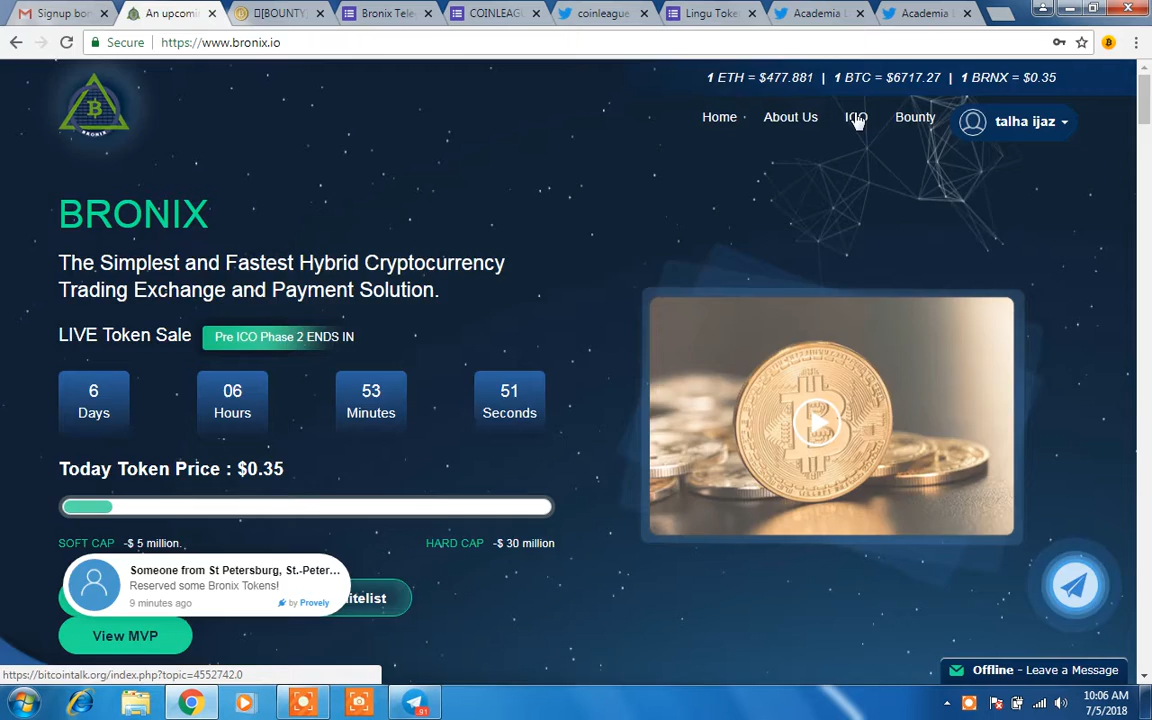 Signup bon
An upcomi
[BOUNTY
Bronix Tele
COINLEAGU
coinleague
Lingu Toke
Academia L
Academia L
Secure
https://www.bronix.io
1 ETH = $477.881 | 1 BTC = $6717.27 | 1 BRNX = $0.35
BRONIX
Home
About Us
ICO
Bounty
talha ijaz
BRONIX
The Simplest and Fastest Hybrid Cryptocurrency
Trading Exchange and Payment Solution.
LIVE Token Sale
Pre ICO Phase 2 ENDS IN
6
06
53
51
Days
Hours
Minutes
Seconds
Today Token Price : $0.35
SOFT CAP -$ 5 million.
HARD CAP -$ 30 million
Someone from St Petersburg, St.-Peter...
Reserved some Bronix Tokens!
9 minutes ago
by Provely
itelist
View MVP
https://bitcointalk.org/index.php?topic=4552742.0
Offline - Leave a Message
91
10:06 AM
7/5/2018